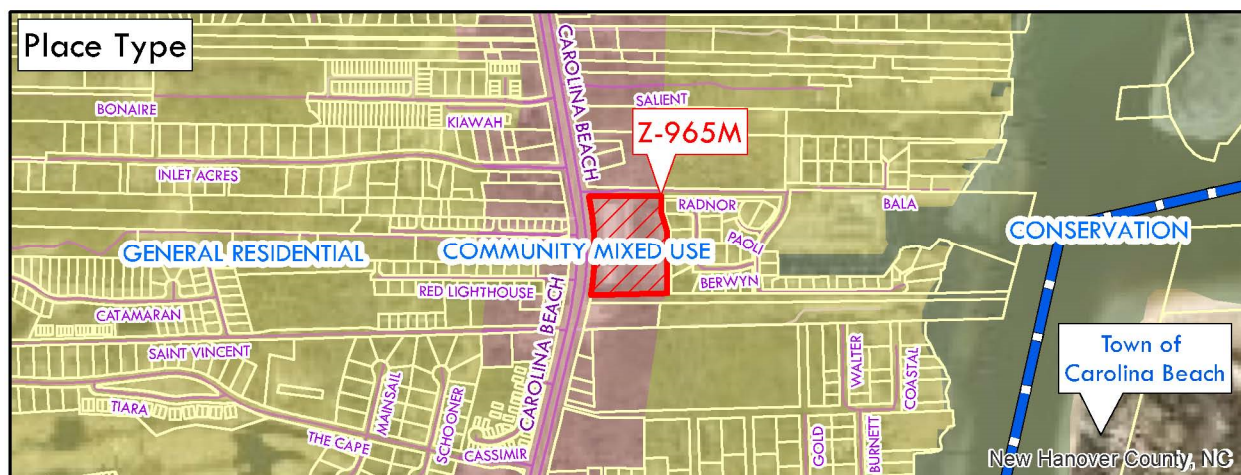 Place Type
CAROLINA BEACH
BONAIRE
SALIENT
KIAWAH
Z-965M
INLET ACRES
RADNOR
BALA
PAOLI
GENERAL RESIDENTIAL
COMMUNITY MIXED USE
CONSERVATION
BERWYN
RED LIGHTHOUSE
CATAMARAN
CAROLINA BEACH
SAINT VINCENT
Town of
Carolina Beach
WALTER
COASTAL
MAINSAIL
SCHOONER
TIARA
THE CAPE
CASSIMIR
GOLD
BURNETT
New Hanover County, NC